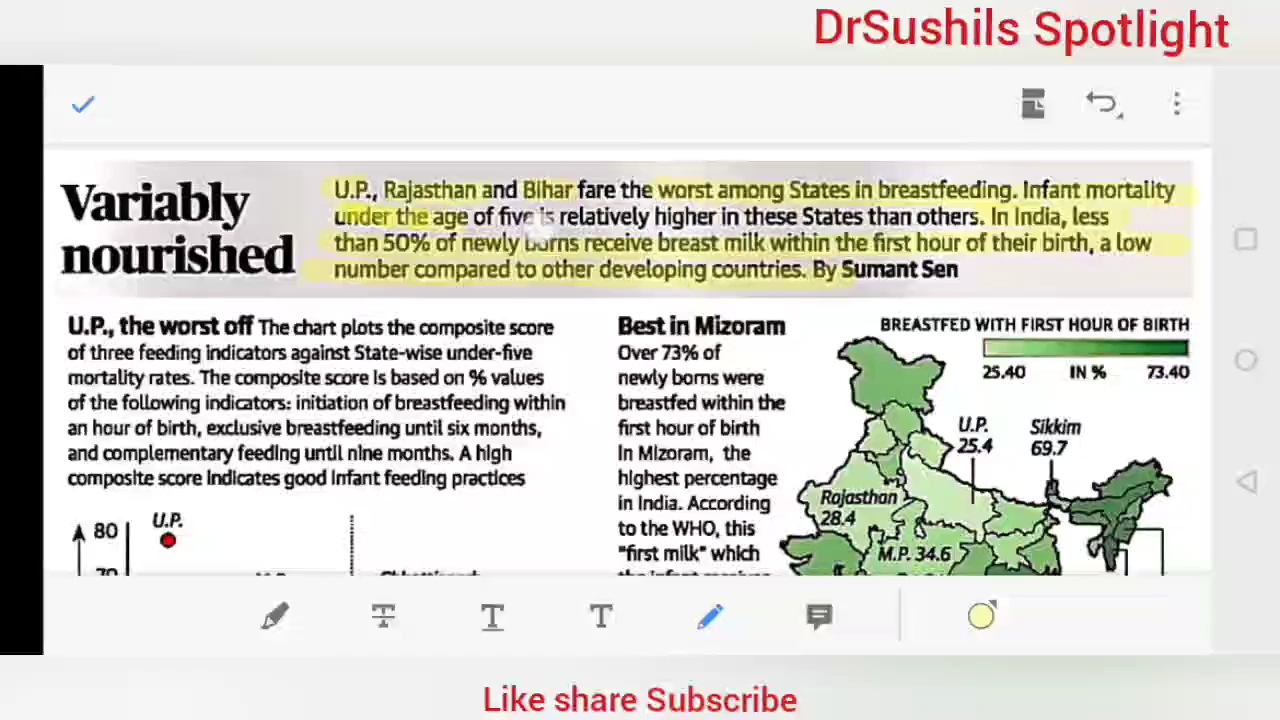 DrSushils Spotlight
Variably
nourished
U.P., Rajasthan and Bihar fare the worst among States in breastfeeding. Infant mortality
under the age of five is relatively higher in these States than others. In India, less
than 50% of newly borns receive breast milk within the first hour of their birth, a low
number compared to other developing countries. By Sumant Sen
U.P., the worst off The chart plots the composite score
of three feeding indicators against State-wise under-five
mortality rates. The composite score is based on % values
of the following indicators: initiation of breastfeeding within
an hour of birth, exclusive breastfeeding until six months,
and complementary feeding until nine months. A high
composite score indicates good infant feeding practices
80
U.P.
70
Best in Mizoram
Over 73% of
newly borns were
breastfed within the
first hour of birth
in Mizoram, the
highest percentage
in India. According
to the WHO, this
"first milk" which
BREASTFED WITH FIRST HOUR OF BIRTH
25.40 IN % 73.40
U.P.
25.4
Sikkim
69.7
Rajasthan
28.4
M.P. 34.6
T
T
T
Like share Subscribe